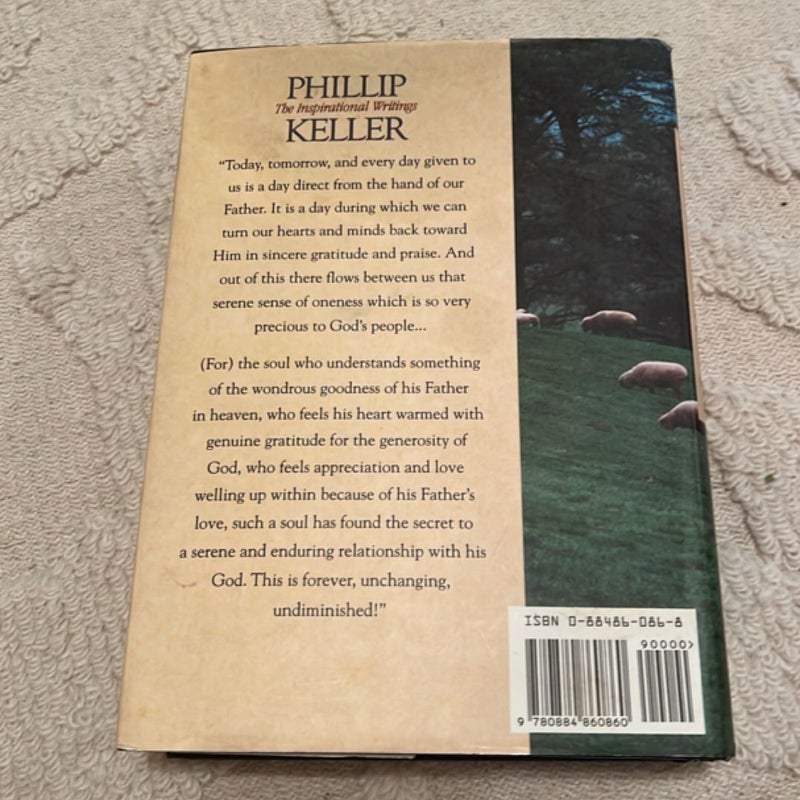 PHILLIP
The Inspirational Writings
KELLER
“Today, tomorrow, and every day given to
us is a day direct from the hand of our
Father. It is a day during which we can
turn our hearts and minds back toward
Him in sincere gratitude and praise. And
out of this there flows between us that
serene sense of oneness which is so very
precious to God's people...
(For) the soul who understands something
of the wondrous goodness of his Father
in heaven, who feels his heart warmed with
genuine gratitude for the generosity of
God, who feels appreciation and love
welling up within because of his Father's
love, such a soul has found the secret to
a serene and enduring relationship with his
God. This is forever, unchanging,
undiminished!”
ISBN 0-88486-086-8
90000>
9 780884 860860